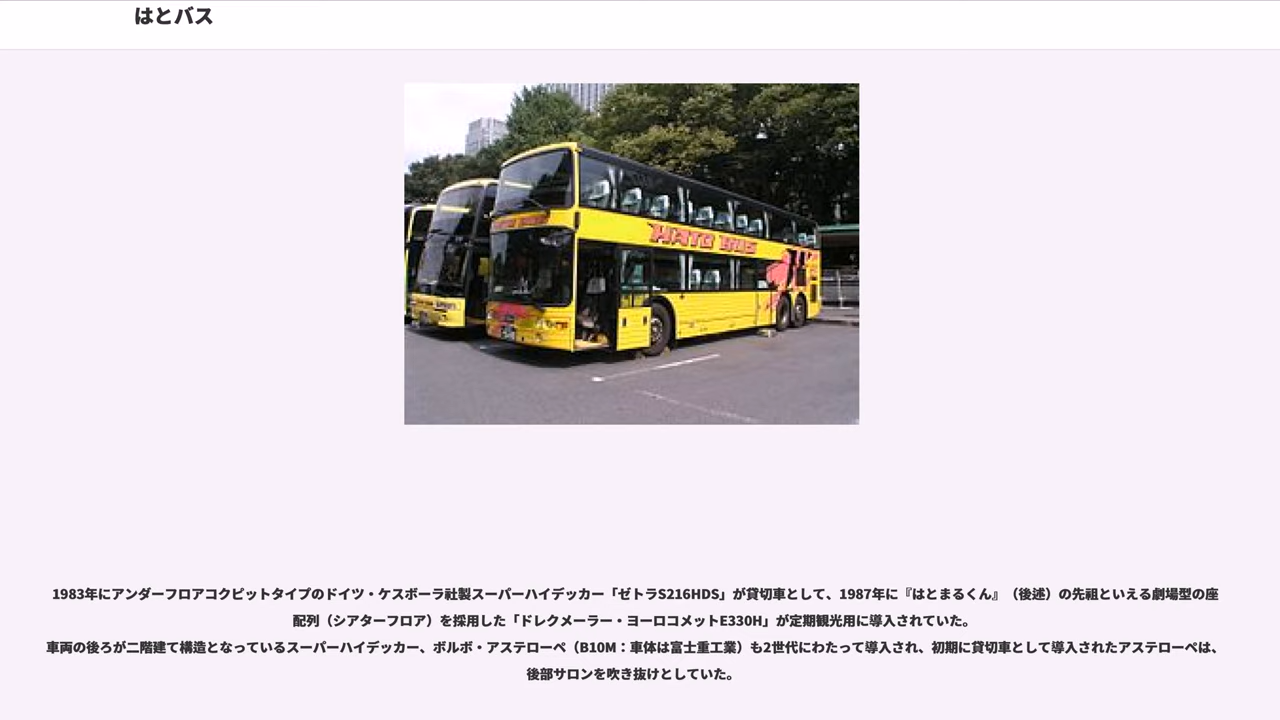 はとバス
HATO BUS
1983年にアンダーフロアコクピットタイプのドイツ・ケスボーラ社製スーパーハイデッカー「ゼトラS216HDS」が貸切車として、1987年に『はとまるくん』（後述）の先祖といえる劇場型の座
配列（シアターフロア）を採用した「ドレクメーラー・ヨーロコメットE330H」が定期観光用に導入されていた。
車両の後ろが二階建て構造となっているスーパーハイデッカー、ボルボ・アステローペ（B10M：車体は富士重工業）も2世代にわたって導入され、初期に貸切車として導入されたアステローペは、
後部サロンを吹き抜けとしていた。